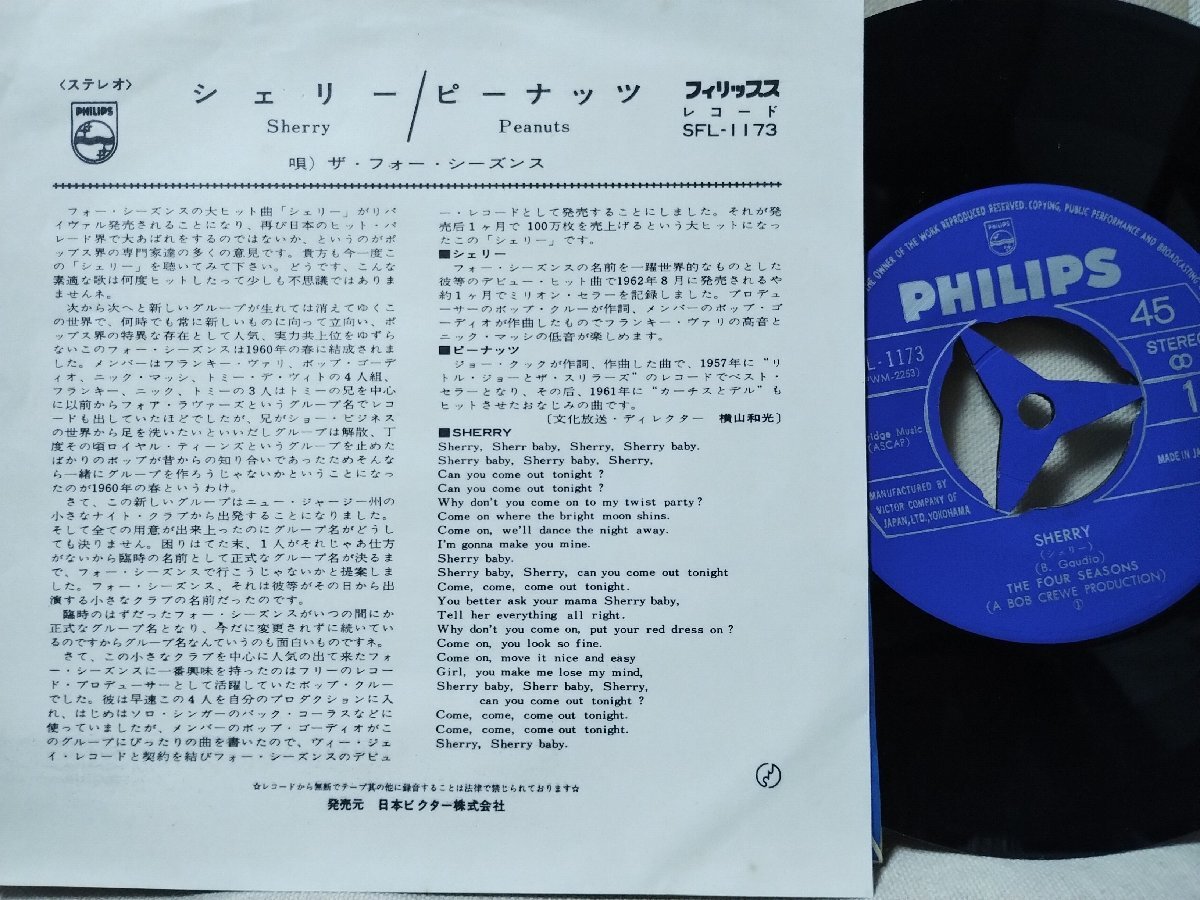 〈ステレオ〉
PHILIPS
シェリー／ピーナッツ
Sherry
Peanuts
フィリップス
レコード
SFL-1173
唄）ザ・フォー・シーズンス
フォー・シーズンスの大ヒット曲「シェリー」がリバ
イヴァル発売されることになり、再び日本のヒット・パ
レード界で大あばれをするのではないか、というのがポ
ップス界の専門家達の多くの意見です。貴方も今一度こ
の「シェリー」を聴いてみて下さい。どうです、こんな
素適な歌は何度ヒットしたって少しも不思議ではありま
ませんネ。
次から次へと新しいグループが生れては消えてゆくこ
の世界で、何時でも常に新しいものに向って立向い、ポ
ップス界の特異な存在として人気、実力共上位をゆずら
ないこのフォー・シーズンスは1960年の春に結成されま
した。メンバーはフランキー・ヴァリ、ボッブ・ゴーデ
ィオ、ニック・マッシ、トミー・デ・ヴィトの4人組、
フランキー、ニック、トミーの3人はトミーの兄を中心
に以前からフォア・ラヴァーズというグループ名でレコ
ードも出していたほどでしたが、兄がショー・ビジネス
の世界から足を洗いたいといいだしグループは解散、丁
度その頃ロイヤル・ティーンズというグループを止めた
ばかりのボッブが昔からの知り合いであったためそんな
ら一緒にグループを作ろうじゃないかということになっ
たのが1960年の春というわけ。
さて、この新しいグループはニュー・ジャージー州の
小さなナイト・クラブから出発することになりました。
そして全ての用意が出来上ったのにグループ名がどうし
ても決りません。困りはてた末、1人がそれじゃあ仕方
がないから臨時の名前として正式なグループ名が決るま
で、フォー・シーズンスで行こうじゃないかと提案しま
した。フォー・シーズンス、それは彼等がその日から出
演する小さなクラブの名前だったのです。
臨時のはずだったフォー・シーズンスがいつの間にか
正式なグループ名となり、今だに変更されずに続いてい
るのですからグループ名なんていうのも面白いものですネ。
さて、この小さなクラブを中心に人気の出て来たフォ
ー・シーズンスに一番興味を持ったのはフリーのレコー
ド・プロデューサーとして活躍していたボッブ・クルー
でした。彼は早速この4人を自分のプロダクションに入
れ、はじめはソロ・シンガーのバック・コーラスなどに
使っていましたが、メンバーのボッブ・ゴーディオがこ
のグループにぴったりの曲を書いたので、ヴィー・ジェ
イ・レコードと契約を結びフォー・シーズンスのデビュ
ー・レコードとして発売することにしました。それが発
売後1ヶ月で100万枚を売上げるという大ヒットになっ
たこの「シェリー」です。
■シェリー
フォー・シーズンスの名前を一躍世界的なものとした
彼等のデビュー・ヒット曲で1962年8月に発売されるや
約1ヶ月でミリオン・セラーを記録しました。プロデュ
ーサーのボッブ・クルーが作詞、メンバーのボッブ・ゴ
ーディオが作曲したものでフランキー・ヴァリの高音と
ニック・マッシの低音が楽しめます。
■ピーナッツ
ジョー・クックが作詞、作曲した曲で、1957年に“リ
トル・ジョーとザ・スリラーズ”のレコードでベスト・
セラーとなり、その後、1961年に“カーチスとデル”も
ヒットさせたおなじみの曲です。
〔文化放送・ディレクター 横山和光〕
■SHERRY
Sherry, Sherr baby, Sherry, Sherry baby.
Sherry baby, Sherry baby, Sherry,
Can you come out tonight?
Can you come out tonight?
Why don't you come on to my twist party?
Come on where the bright moon shins.
Come on, we'll dance the night away.
I'm gonna make you mine.
Sherry baby.
Sherry baby, Sherry, can you come out tonight
Come, come, come out tonight.
You better ask your mama Sherry baby,
Tell her everything all right.
Why don't you come on, put your red dress on?
Come on, you look so fine.
Come on, move it nice and easy
Girl, you make me lose my mind,
Sherry baby, Sherr baby, Sherry,
can you come out tonight?
Come, come, come out tonight.
Come, come, come out tonight.
Sherry, Sherry baby.
☆レコードから無断でテープ其の他に録音することは法律で禁じられております☆
発売元 日本ビクター株式会社
OWNER OF THE WORK REPRODUCED RESERVED. COPYING, PUBLIC PERFORMANCE AND BROADCASTING
PHILIPS
PHILIPS
45
STEREO
L-1173
WM-2253)
1
ridge Music
(ASCAP)
MADE IN JA
MANUFACTURED BY
VICTOR COMPANY OF
JAPAN, LTD. YOKOHAMA
SHERRY
(シェリー)
(B. Gaudio)
THE FOUR SEASONS
(A BOB CREWE PRODUCTION)
①